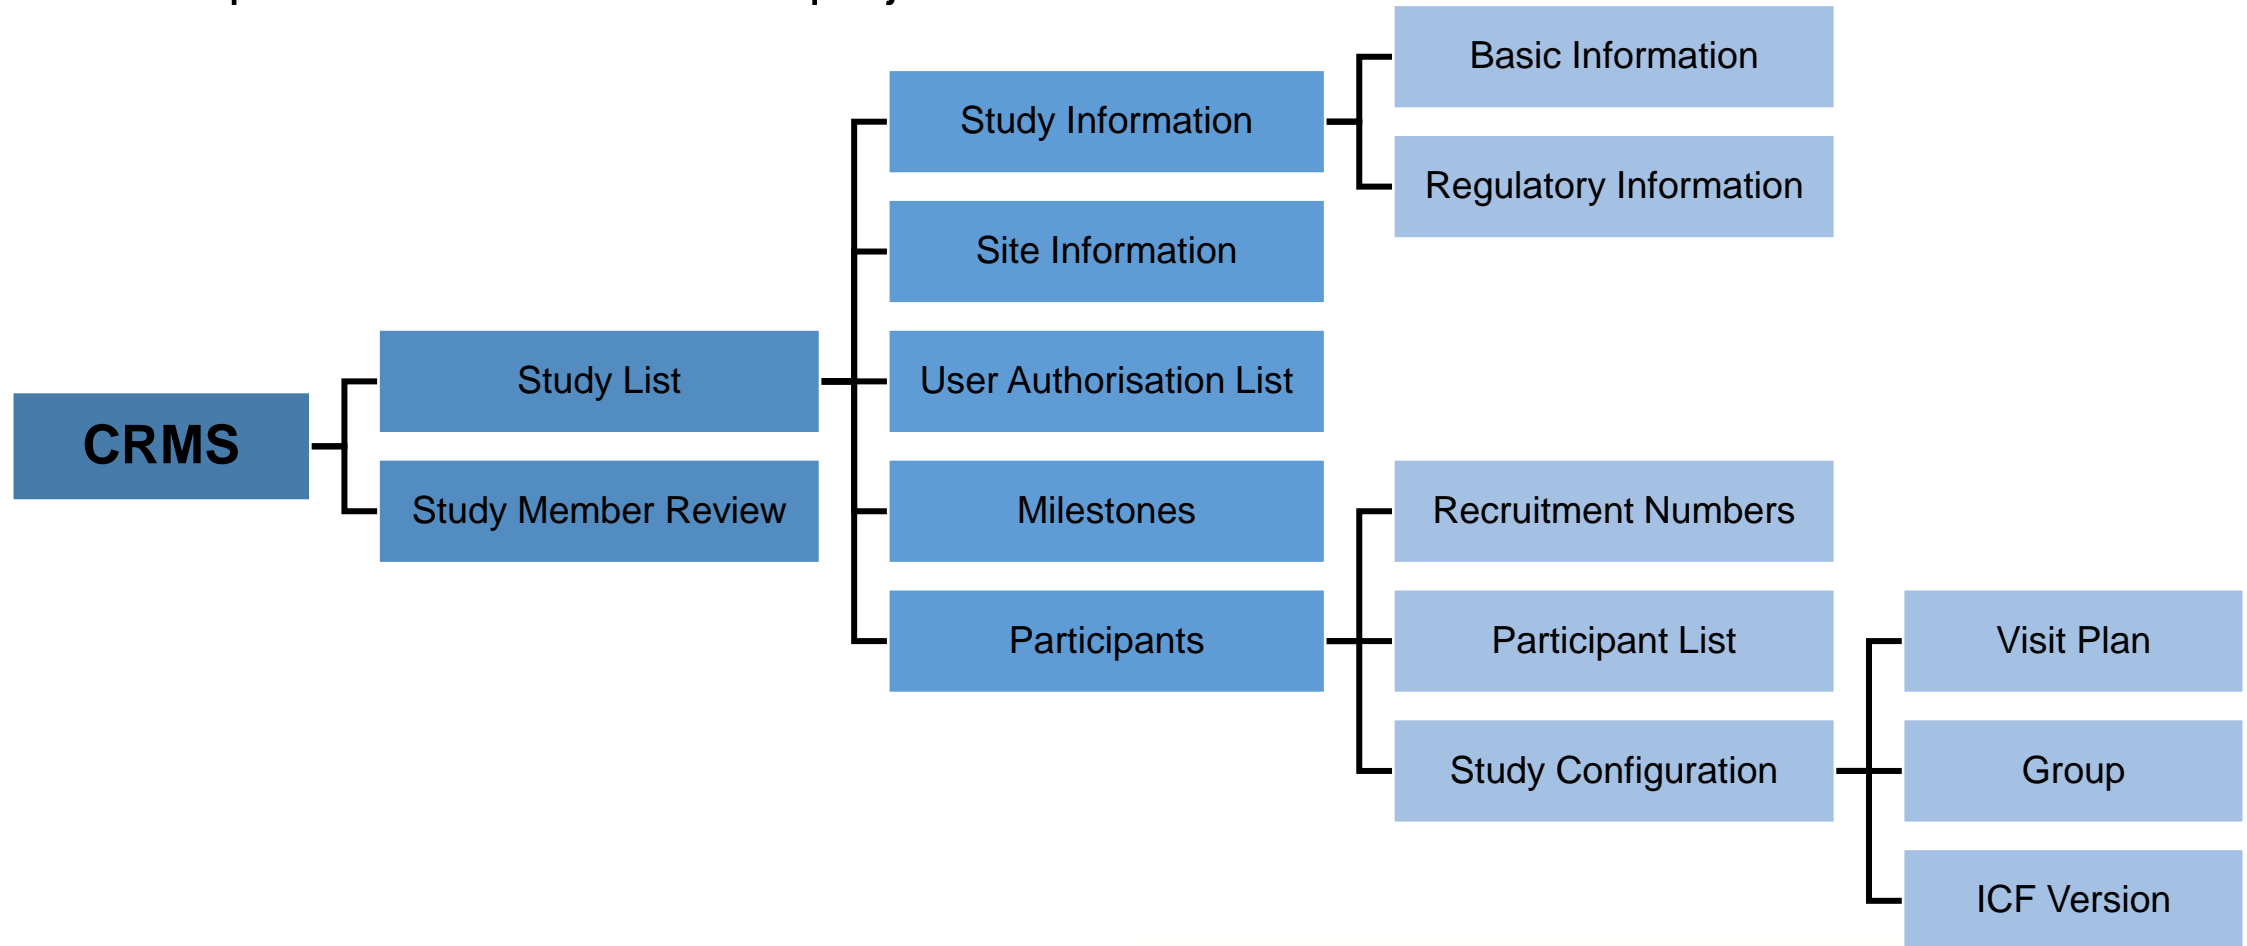 CRMS
Study List
Study Member Review
Study Information
Site Information
User Authorisation List
Milestones
Participants
Basic Information
Regulatory Information
Recruitment Numbers
Participant List
Study Configuration
Visit Plan
Group
ICF Version